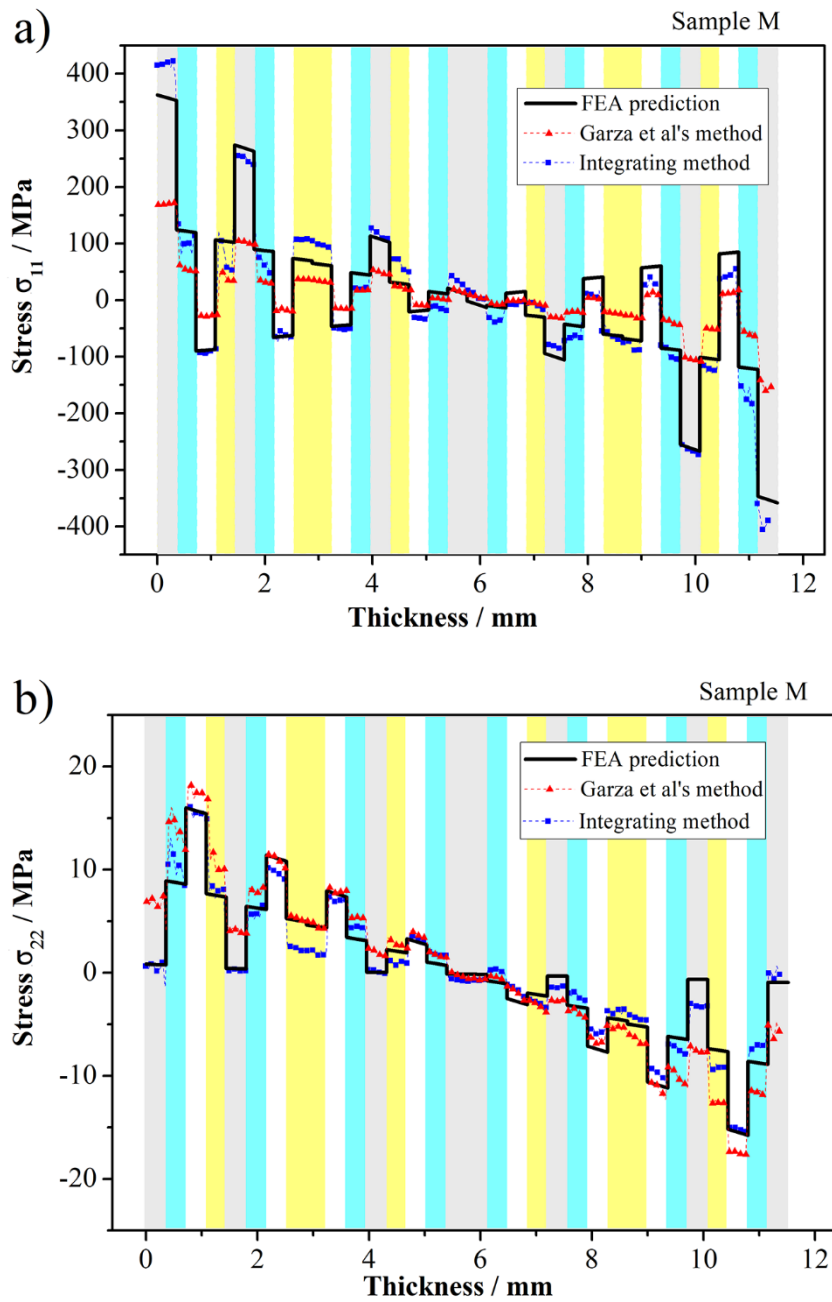 a)
Sample M
400
300
200
100
0
-100
-200
-300
-400
Stress σ11 / MPa
FEA prediction
Garza et al's method
Integrating method
0 2 4 6 8 10 12
Thickness / mm
b)
Sample M
20
10
0
-10
-20
Stress σ22 / MPa
FEA prediction
Garza et al's method
Integrating method
0 2 4 6 8 10 12
Thickness / mm